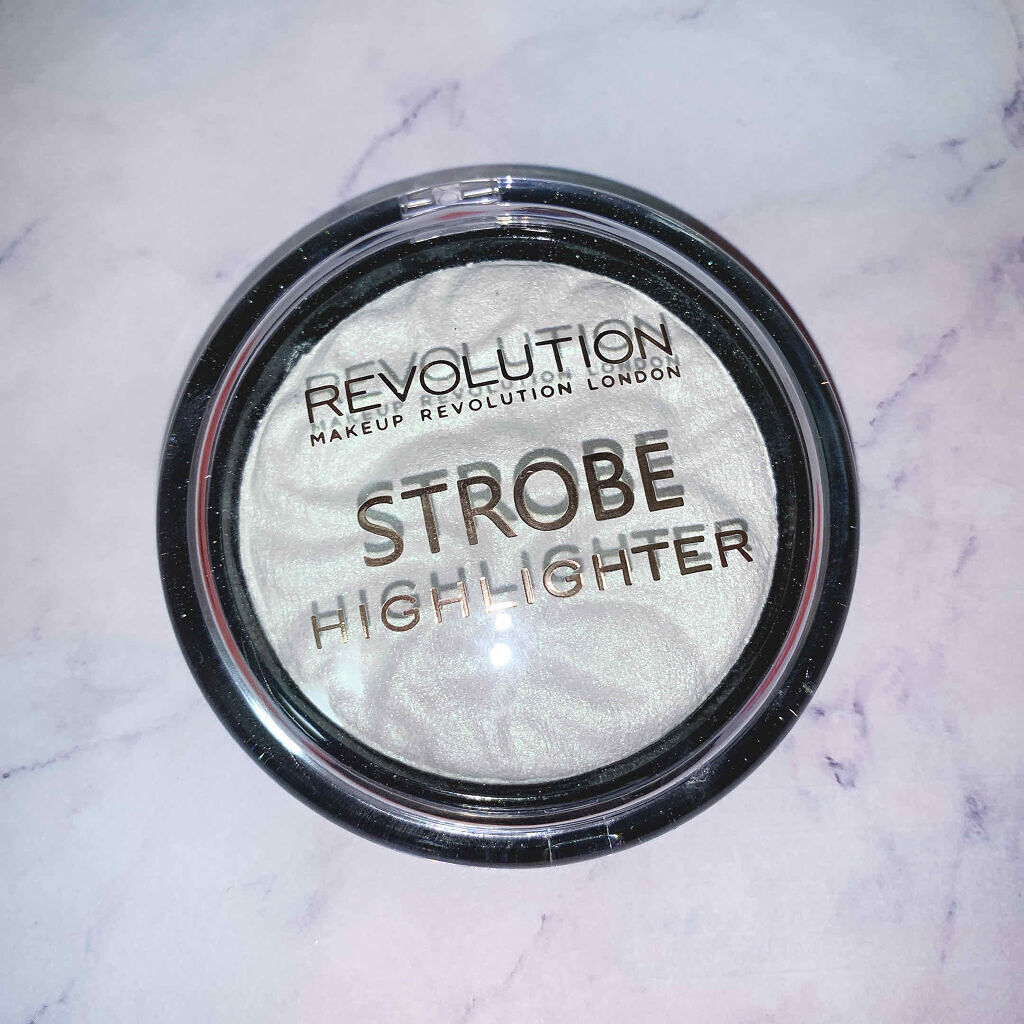 REVOLUTION
MAKEUP REVOLUTION LONDON
STROBE
HIGHLIGHTER